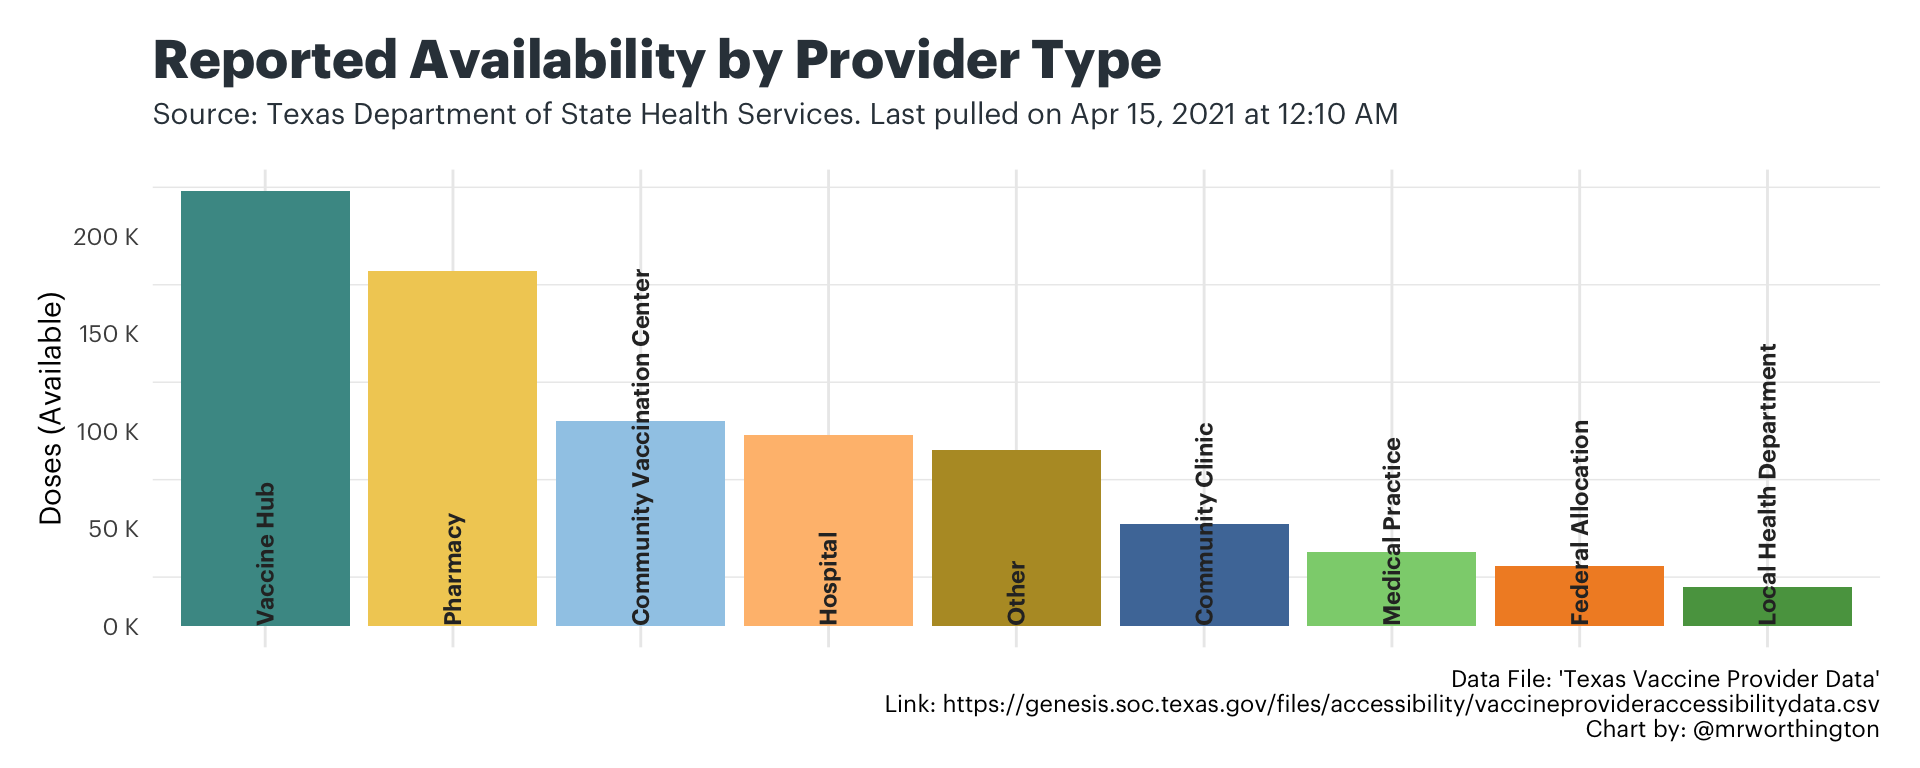 Reported Availability by Provider Type
Source: Texas Department of State Health Services. Last pulled on Apr 15, 2021 at 12:10 AM
Doses (Available)
200 K
150 K
100 K
50 K
0 K
Vaccine Hub
Pharmacy
Community Vaccination Center
Hospital
Other
Community Clinic
Medical Practice
Federal Allocation
Local Health Department
Data File: 'Texas Vaccine Provider Data'
Link: https://genesis.soc.texas.gov/files/accessibility/vaccineprovideraccessibilitydata.csv
Chart by: @mrworthington